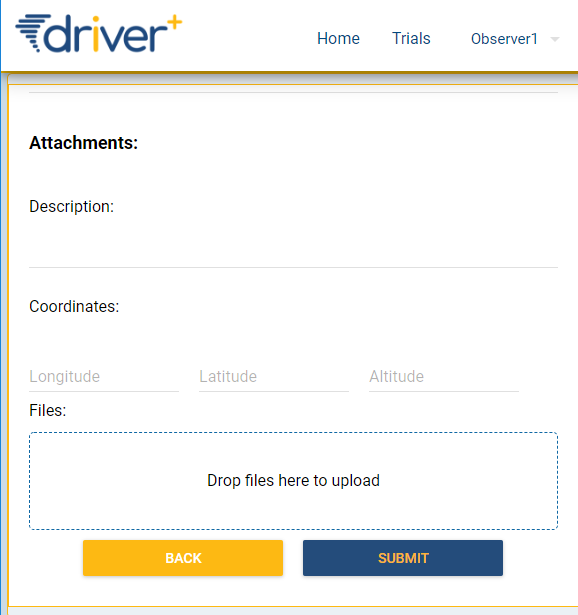 driver+
Home Trials Observer1
Attachments:
Description:
Coordinates:
Longitude Latitude Altitude
Files:
Drop files here to upload
BACK SUBMIT